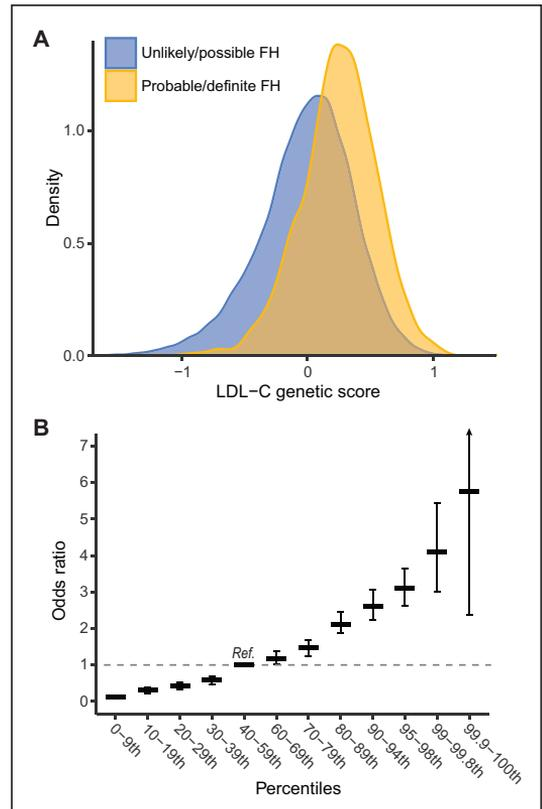 A
Unlikely/possible FH
Probable/definite FH
1.0
0.5
0.0
Density
−1
0
1
LDL−C genetic score
B
7
6
5
4
3
2
1
0
Odds ratio
Ref.
0−9th
10−19th
20−29th
30−39th
40−59th
60−69th
70−79th
80−89th
90−94th
95−98th
99−99.8th
99.9−100th
Percentiles